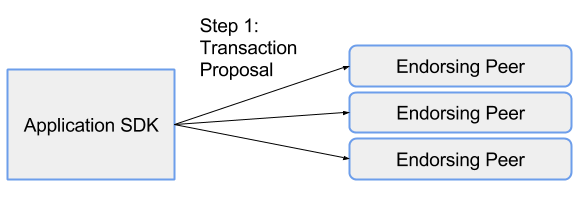 Step 1:
Transaction
Proposal
Application SDK
Endorsing Peer
Endorsing Peer
Endorsing Peer